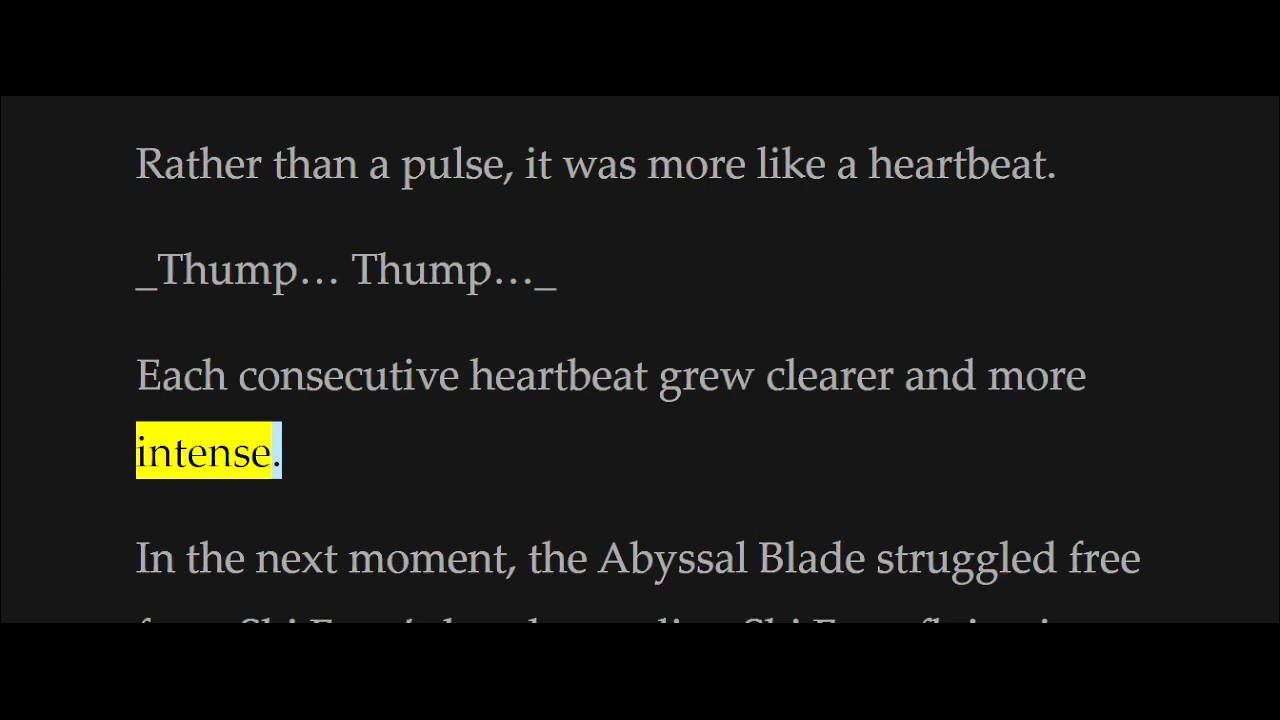 Rather than a pulse, it was more like a heartbeat.
_Thump… Thump…_
Each consecutive heartbeat grew clearer and more
intense.
In the next moment, the Abyssal Blade struggled free